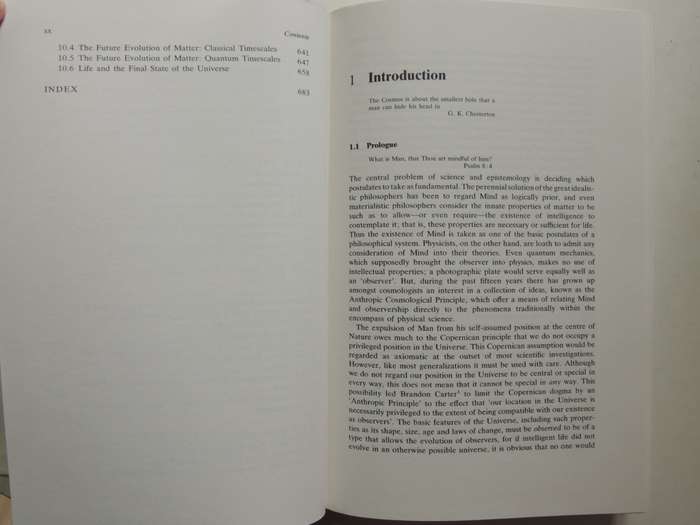 xx
Contents
10.4 The Future Evolution of Matter: Classical Timescales 641
10.5 The Future Evolution of Matter: Quantum Timescales 647
10.6 Life and the Final State of the Universe 658
INDEX 683
1 Introduction
The Cosmos is about the smallest hole that a
man can hide his head in
G. K. Chesterton
1.1 Prologue
What is Man, that Thou art mindful of him?
Psalm 8:4
The central problem of science and epistemology is deciding which
postulates to take as fundamental. The perennial solution of the great idealis-
tic philosophers has been to regard Mind as logically prior, and even
materialistic philosophers consider the innate properties of matter to be
such as to allow—or even require—the existence of intelligence to
contemplate it; that is, these properties are necessary or sufficient for life.
Thus the existence of Mind is taken as one of the basic postulates of a
philosophical system. Physicists, on the other hand, are loath to admit any
consideration of Mind into their theories. Even quantum mechanics,
which supposedly brought the observer into physics, makes no use of
intellectual properties; a photographic plate would serve equally well as
an 'observer'. But, during the past fifteen years there has grown up
amongst cosmologists an interest in a collection of ideas, known as the
Anthropic Cosmological Principle, which offer a means of relating Mind
and observership directly to the phenomena traditionally within the
encompass of physical science.
The expulsion of Man from his self-assumed position at the centre of
Nature owes much to the Copernican principle that we do not occupy a
privileged position in the Universe. This Copernican assumption would be
regarded as axiomatic at the outset of most scientific investigations.
However, like most generalizations it must be used with care. Although
we do not regard our position in the Universe to be central or special in
every way, this does not mean that it cannot be special in any way. This
possibility led Brandon Carter¹ to limit the Copernican dogma by an
'Anthropic Principle' to the effect that 'our location in the Universe is
necessarily privileged to the extent of being compatible with our existence
as observers'. The basic features of the Universe, including such proper-
ties as its shape, size, age and laws of change, must be observed to be of a
type that allows the evolution of observers, for if intelligent life did not
evolve in an otherwise possible universe, it is obvious that no one would